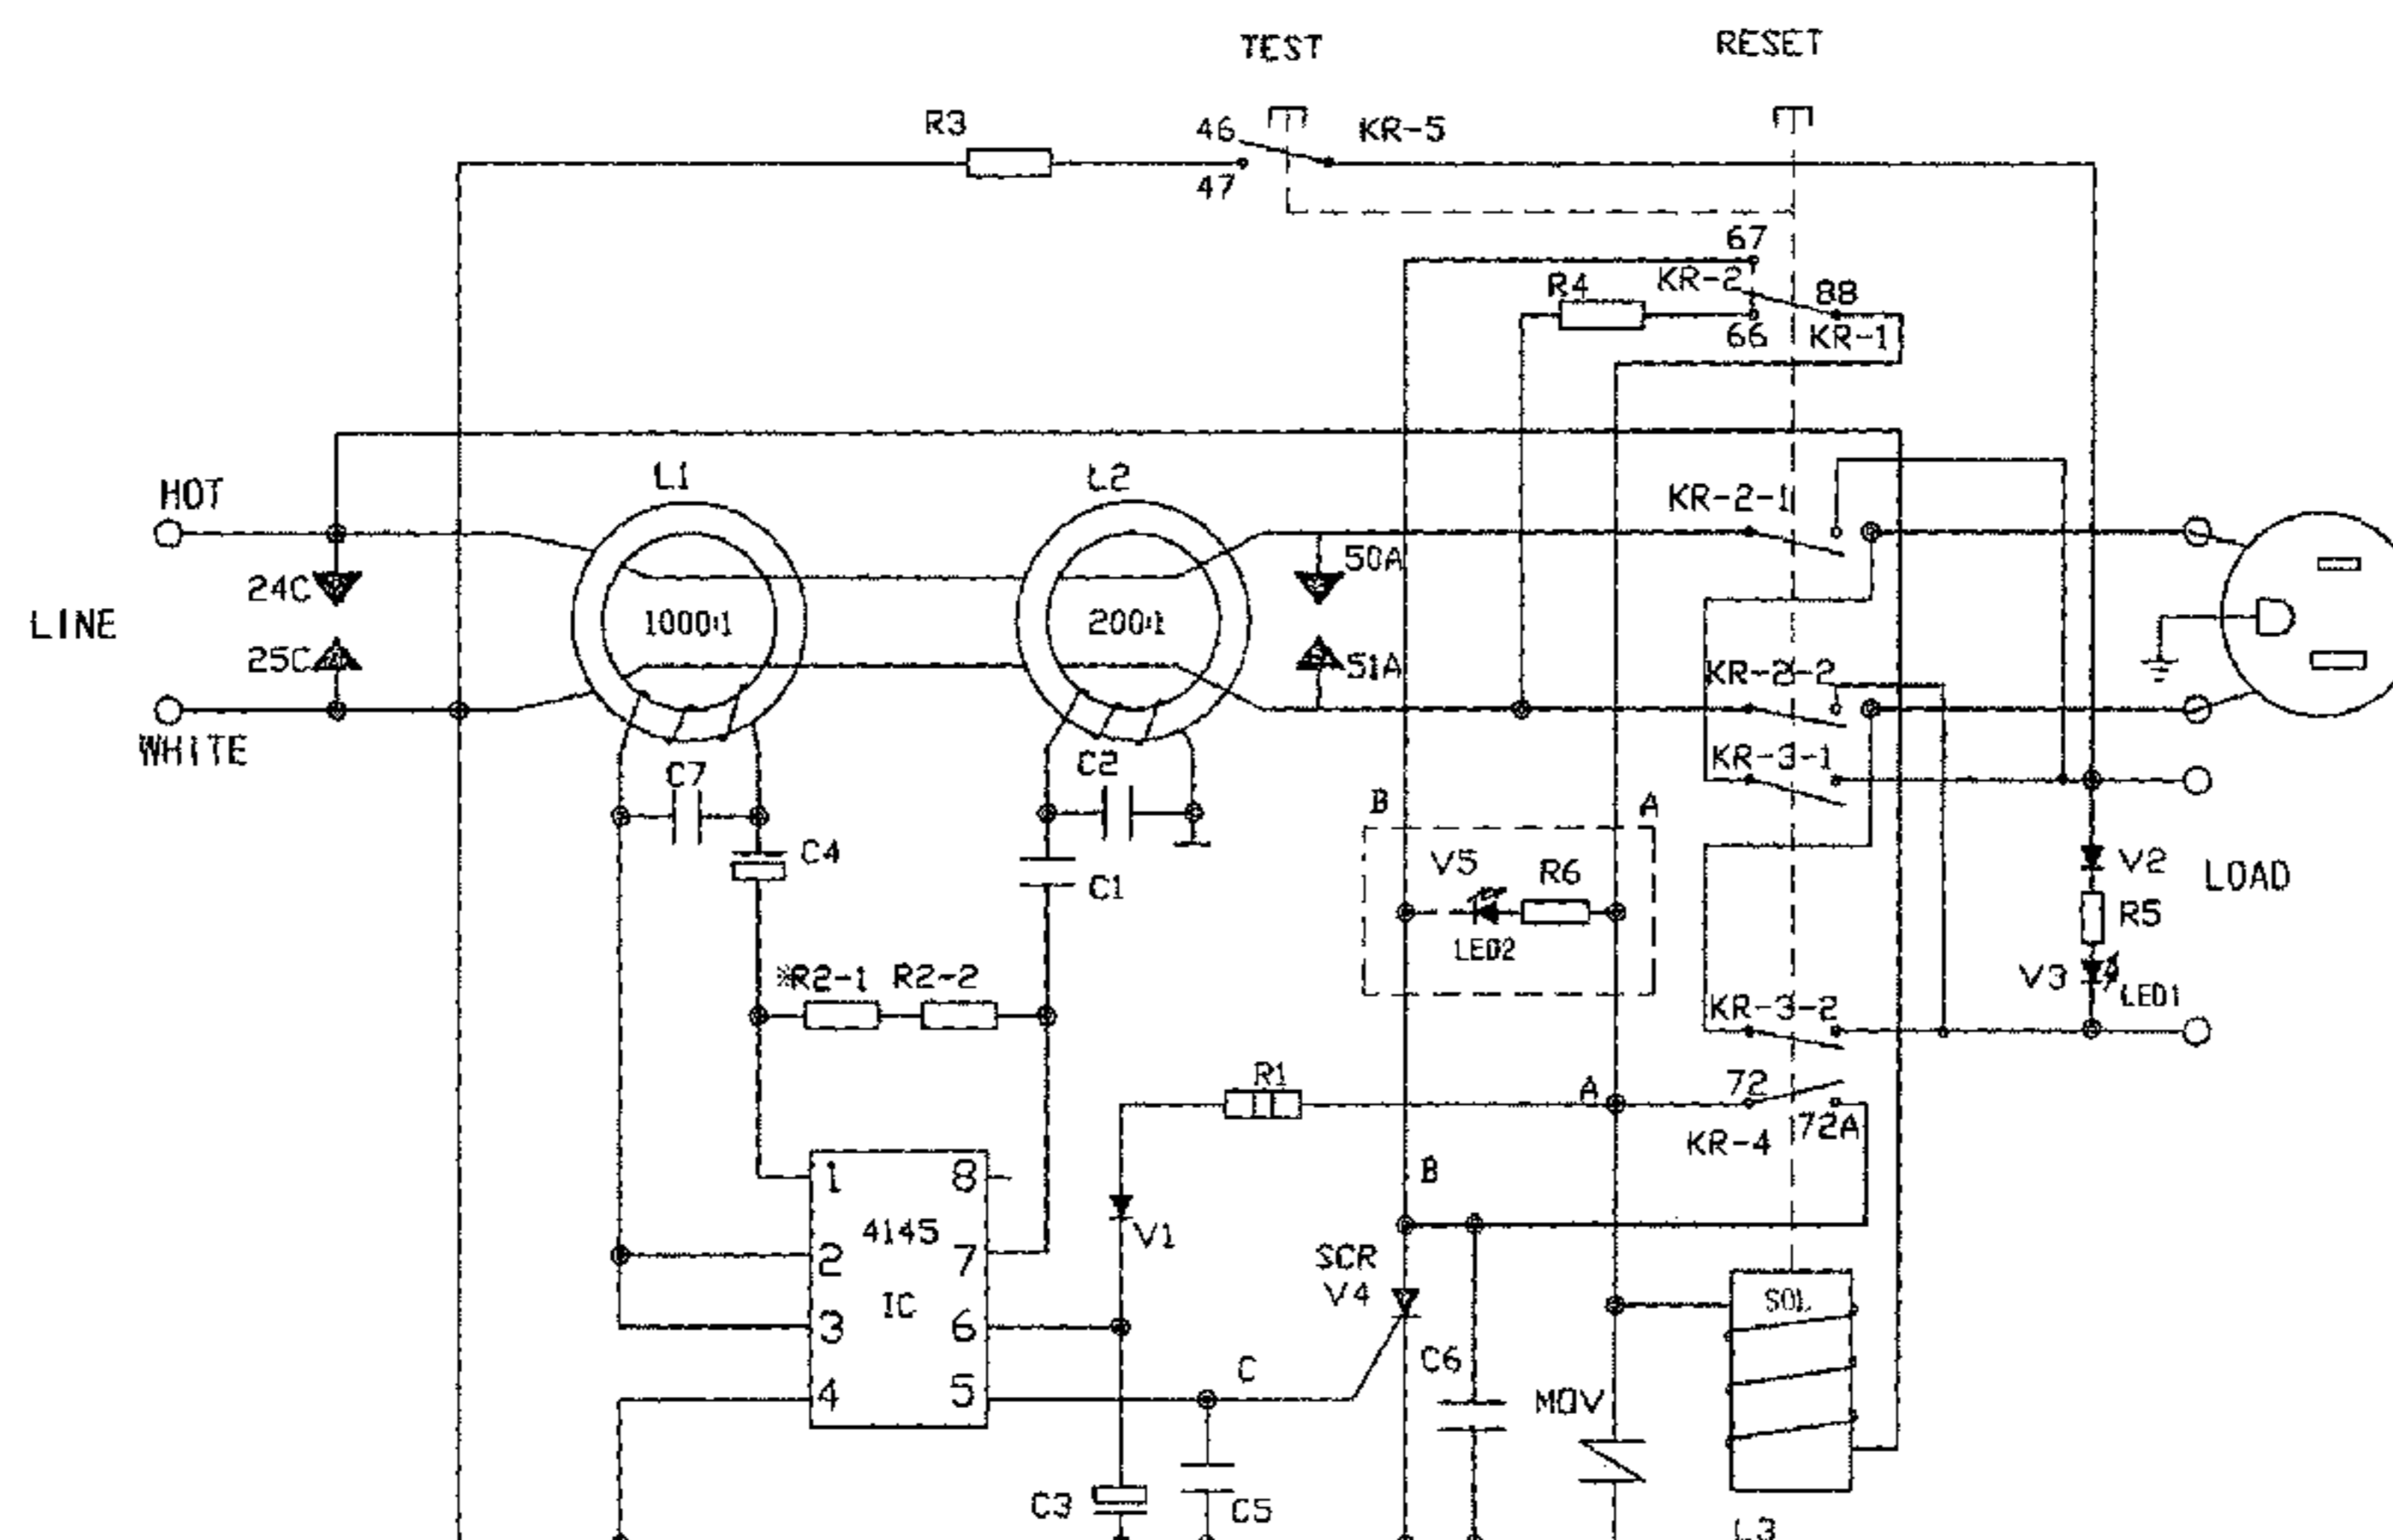 TEST
RESET
R3
46
KR-5
47
67
KR-2
88
R4
66
KR-1
HOT
L1
L2
KR-2-1
50A
24C
LINE
1000:1
200:1
25C
51A
KR-2-2
WHITE
KR-3-1
C7
C2
B
A
C4
V5
R6
V2
LOAD
C1
R5
LED2
※R2-1
R2-2
V3
LED1
KR-3-2
R1
A
72
72A
KR-4
1
8
B
4145
V1
2
7
SCR
V4
IC
SOL
3
6
C
C6
4
5
MOV
C3
C5
L3